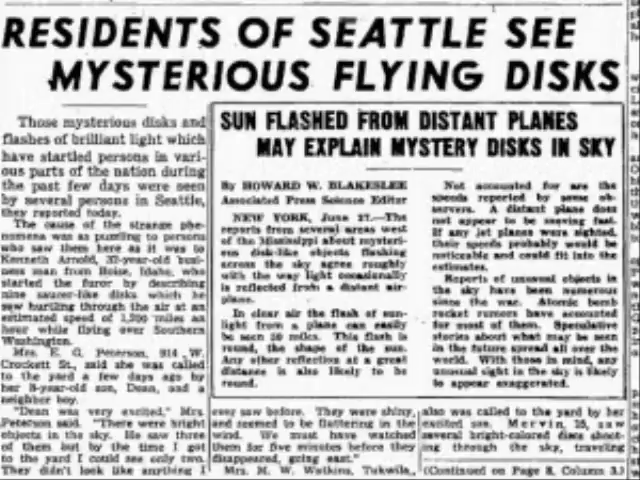 RESIDENTS OF SEATTLE SEE
MYSTERIOUS FLYING DISKS
Those mysterious disks and
flashes of brilliant light which
have startled persons in vari-
ous parts of the nation during
the past few days were seen
by several persons in Seattle,
they reported today.
The cause of the strange phe-
nomena was as puzzling to persons
who saw them here as it was to
Kenneth Arnold, 32-year-old busi-
ness man from Boise, Idaho, who
started the furor by describing
nine saucer-like disks which he
saw hurtling through the air at an
estimated speed of 1,200 miles an
hour while flying over Southern
Washington.
Mrs. E. G. Peterson, 914 W.
Crockett St., said she was called
to the yard a few days ago by
her 8-year-old son, Dean, and a
neighbor boy.
"Dean was very excited," Mrs.
Peterson said. "There were bright
objects in the sky. He saw three
of them but by the time I got
to the yard I could see only two.
They didn't look like anything I
SUN FLASHED FROM DISTANT PLANES
MAY EXPLAIN MYSTERY DISKS IN SKY
By HOWARD W. BLAKESLEE
Associated Press Science Editor
NEW YORK, June 27.—The
reports from several areas west
of the Mississippi about mysteri-
ous disk-like objects flashing
across the sky agree roughly
with the way light occasionally
is reflected from a distant air-
plane.
In clear air the flash of sun-
light from a plane can easily
be seen 50 miles. This flash is
round, the shape of the sun.
Any other reflection at a great
distance is also likely to be
round.
Not accounted for are the
speeds reported by some ob-
servers. A distant plane does
not appear to be moving fast.
If any jet planes were sighted,
their speeds probably would be
noticeable and could fit into the
estimates.
Reports of unusual objects in
the sky have been numerous
since the war. Atomic bomb
rocket rumors have accounted
for most of them. Speculative
stories about what may be seen
in the future spread all over the
world. With those in mind, any
unusual sight in the sky is likely
to appear exaggerated.
ever saw before. They were shiny,
and seemed to be fluttering in the
wind. We must have watched
them for five minutes before they
disappeared, going east."
Mrs. M. W. Watkins, Tukwila,
also was called to the yard by her
excited son. Mervin, 15, saw
several bright-colored discs shoot-
ing through the sky, traveling
(Continued on Page 8, Column 3.)